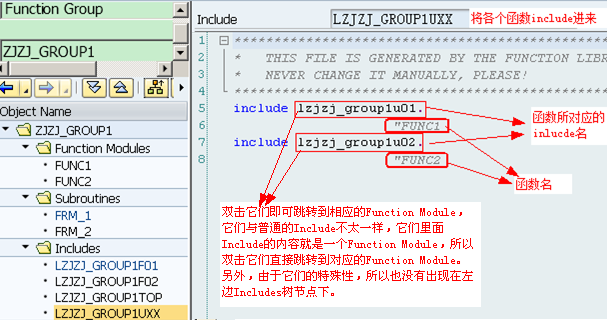 Function Group
ZJZJ_GROUP1
Object Name
ZJZJ_GROUP1
Function Modules
FUNC1
FUNC2
Subroutines
FRM_1
FRM_2
Includes
LZJZJ_GROUP1F01
LZJZJ_GROUP1F02
LZJZJ_GROUP1TOP
LZJZJ_GROUP1UXX
Include LZJZJ_GROUP1UXX 将各个函数include进来
1 *****************************************
2 * THIS FILE IS GENERATED BY THE FUNCTION LIBR
3 * NEVER CHANGE IT MANUALLY, PLEASE!
4 *****************************************
5 include lzjzj_group1u01.
6 "FUNC1
7 include lzjzj_group1u02.
8 "FUNC2
函数所对应的
inlucde名
函数名
双击它们即可跳转到相应的Function Module，
它们与普通的Include不太一样，它们里面
Include的内容就是一个Function Module，所以
双击它们直接跳转到对应的Function Module。
另外，由于它们的特殊性，所以也没有出现在左
边Includes树节点下。